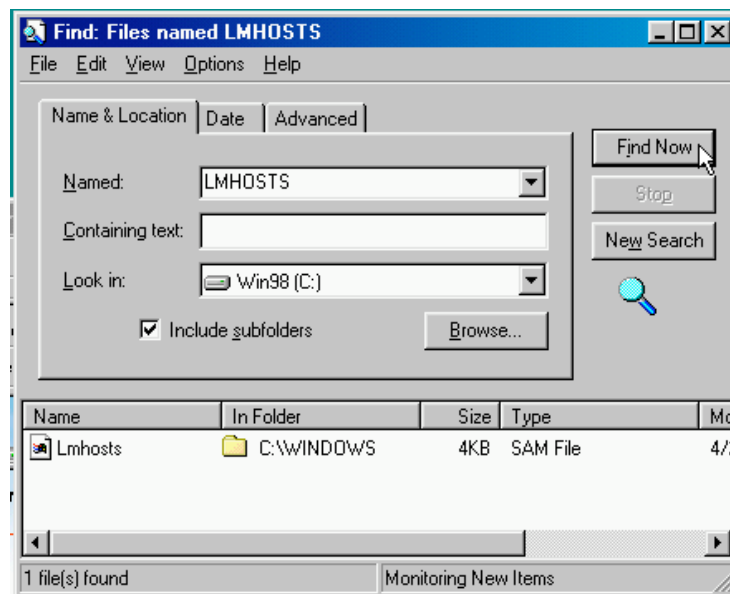 Find: Files named LMHOSTS
File Edit View Options Help
Name & Location Date Advanced
Named: LMHOSTS
Containing text:
Look in: Win98 (C:)
Include subfolders Browse...
Find Now
Stop
New Search
Name In Folder Size Type
Lmhosts C:\WINDOWS 4KB SAM File
1 file(s) found Monitoring New Items